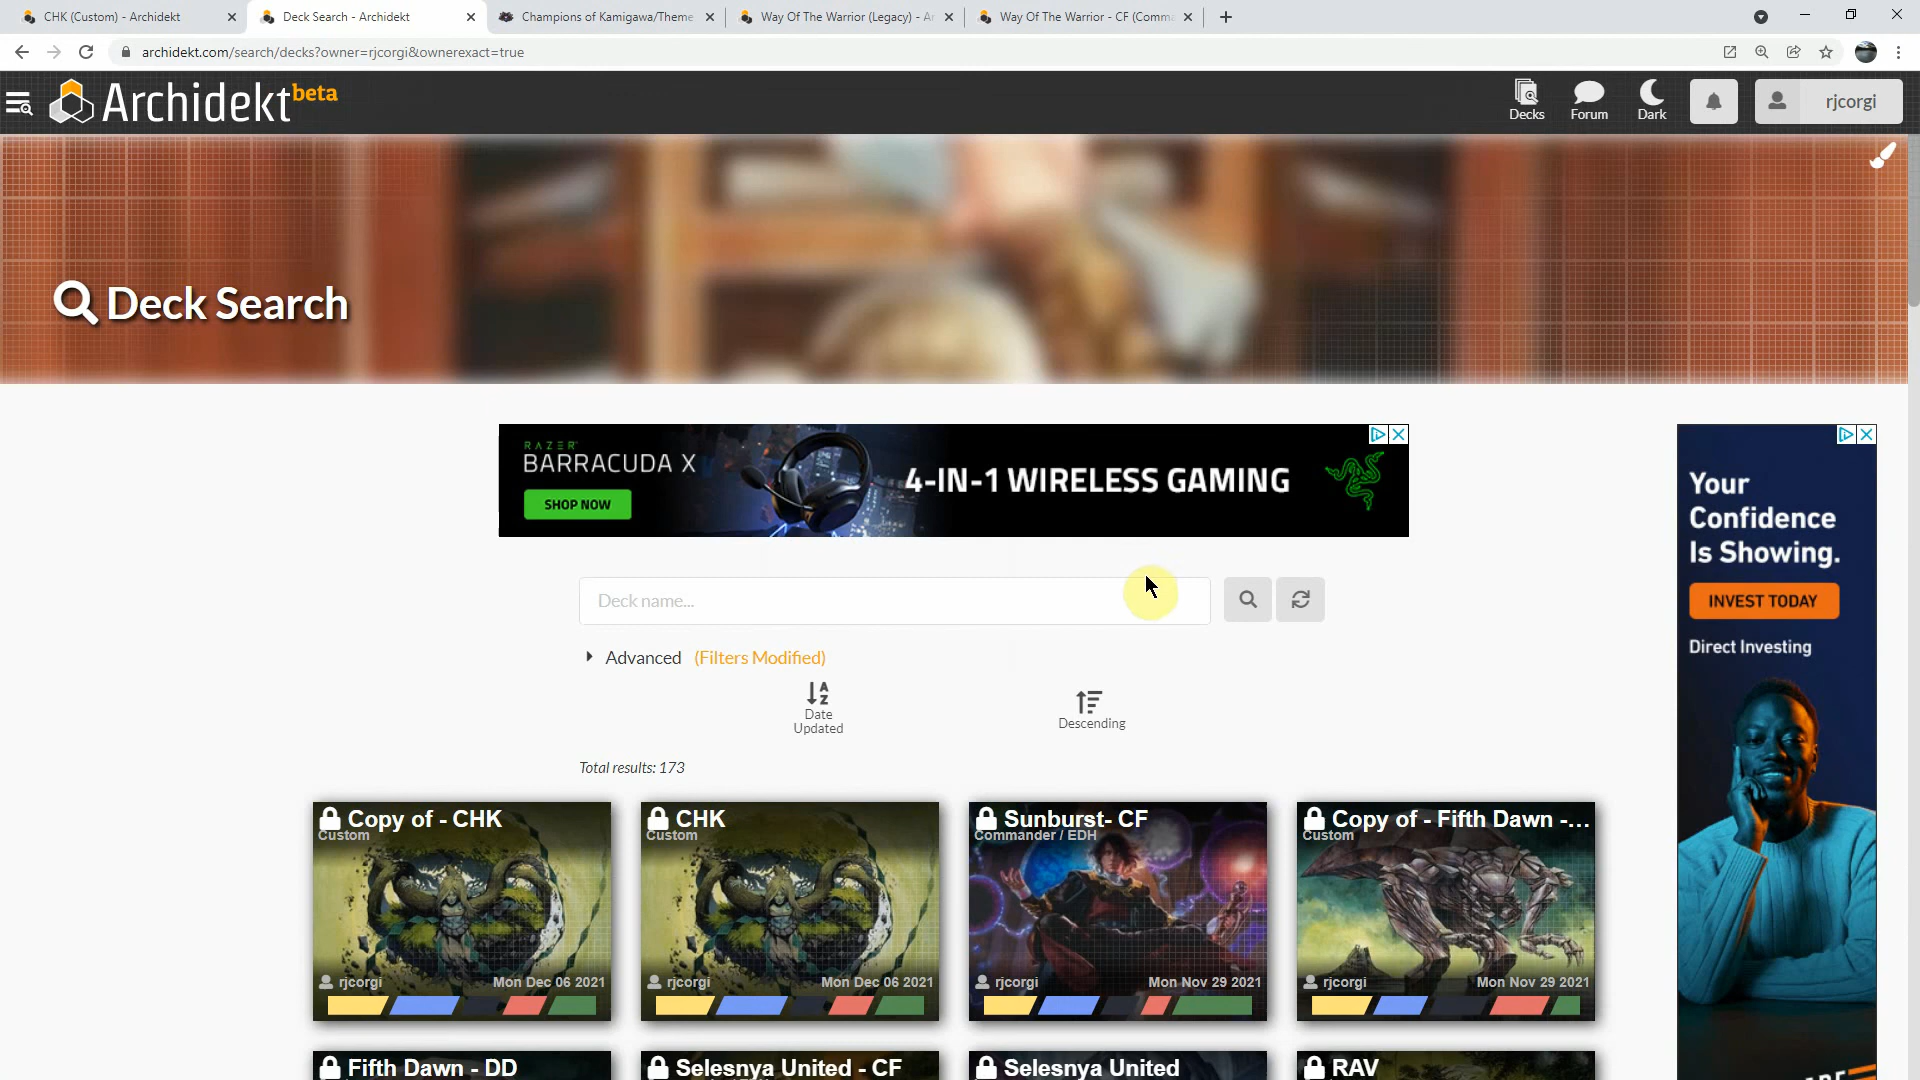 CHK (Custom) - Archidekt
Deck Search - Archidekt
Champions of Kamigawa/Theme
Way Of The Warrior (Legacy) - A
Way Of The Warrior - CF (Comm
archidekt.com/search/decks?owner=rjcorgi&ownerexact=true
Archidekt beta
Decks
Forum
Dark
rjcorgi
Deck Search
RAZER
BARRACUDA X
SHOP NOW
4-IN-1 WIRELESS GAMING
Your
Confidence
Is Showing.
INVEST TODAY
Direct Investing
Deck name...
Advanced (Filters Modified)
Date
Updated
Descending
Total results: 173
Copy of - CHK
Custom
rjcorgi
Mon Dec 06 2021
CHK
Custom
rjcorgi
Mon Dec 06 2021
Sunburst- CF
Commander / EDH
rjcorgi
Mon Nov 29 2021
Copy of - Fifth Dawn -...
Custom
rjcorgi
Mon Nov 29 2021
Fifth Dawn - DD
Selesnya United - CF
Selesnya United
RAV